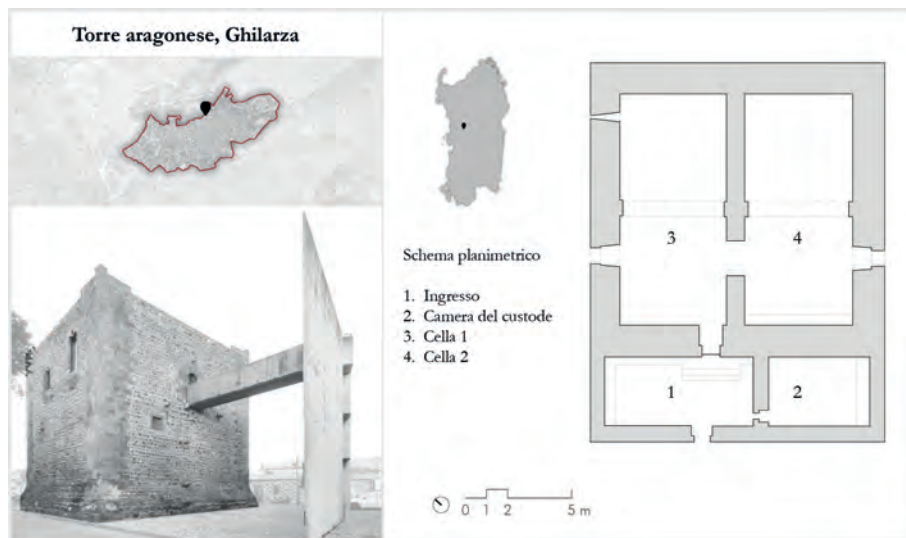 Torre aragonese, Ghilarza
Schema planimetrico
1. Ingresso
2. Camera del custode
3. Cella 1
4. Cella 2
3
4
1
2
0 1 2 5 m